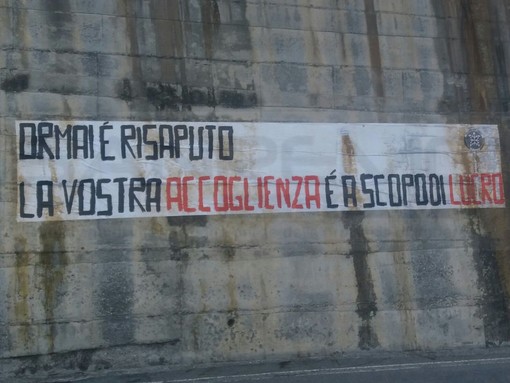 ORMAI É RISAPUTO
LA VOSTRA ACCOGLIENZA É A SCOPO DI LUCRO